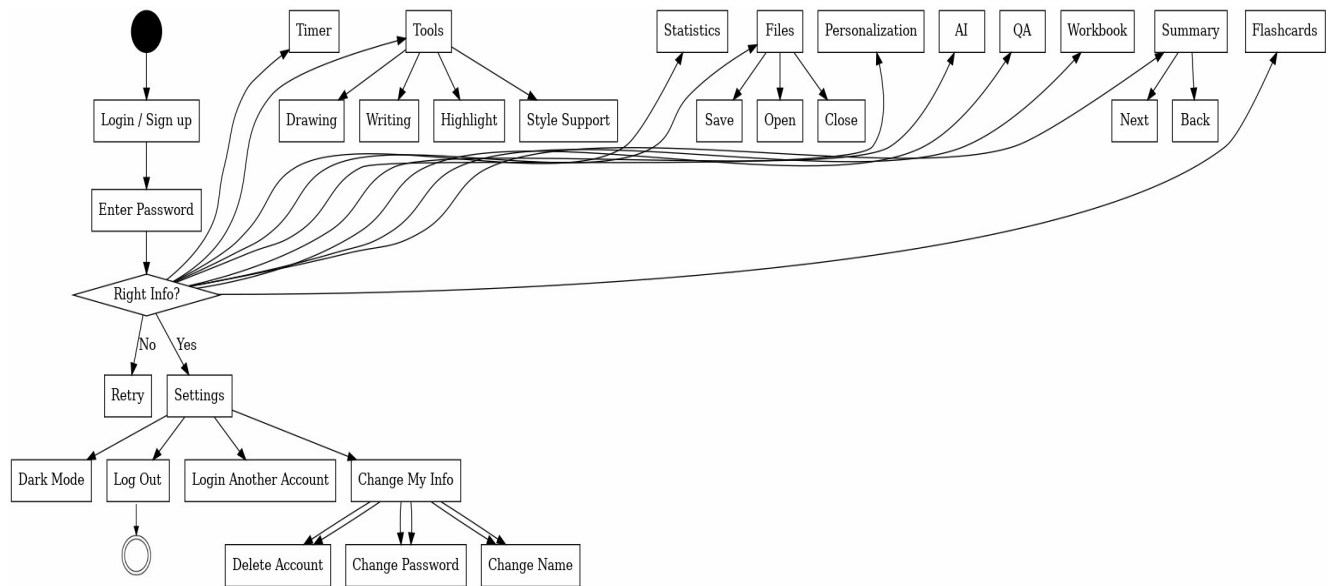 Timer
Tools
Statistics
Files
Personalization
AI
QA
Workbook
Summary
Flashcards
Login / Sign up
Drawing
Writing
Highlight
Style Support
Save
Open
Close
Next
Back
Enter Password
Right Info?
No
Yes
Retry
Settings
Dark Mode
Log Out
Login Another Account
Change My Info
Delete Account
Change Password
Change Name